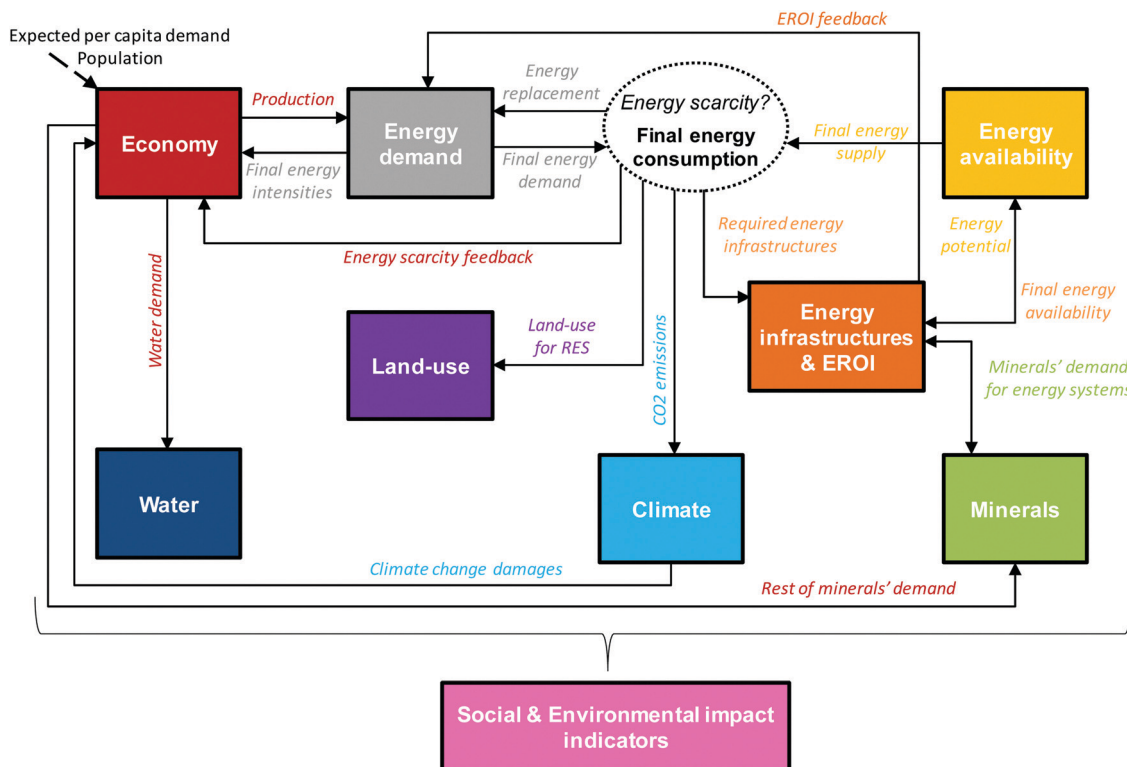 EROI feedback
Expected per capita demand
Population
Production
Energy
replacement
Energy scarcity?
Final energy
consumption
Final energy
supply
Energy
availability
Economy
Energy
demand
Final energy
intensities
Final energy
demand
Energy scarcity feedback
Required energy
infrastructures
Energy
potential
Final energy
availability
Water demand
Land-use
for RES
Land-use
CO2 emissions
Energy
infrastructures
& EROI
Minerals' demand
for energy systems
Water
Climate
Minerals
Climate change damages
Rest of minerals' demand
Social & Environmental impact
indicators